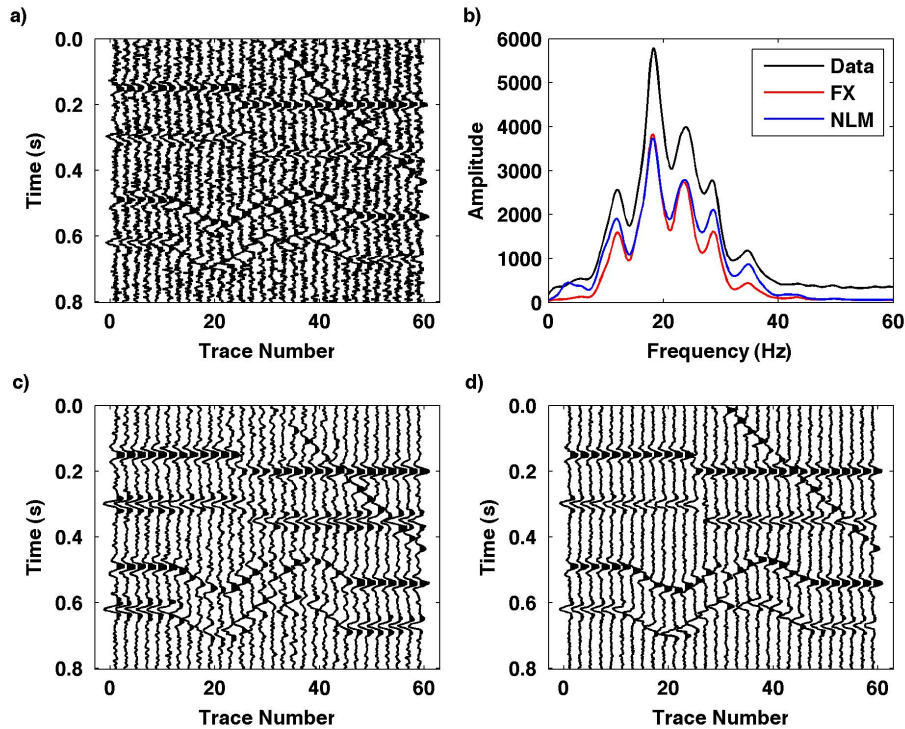 a)
0.0
0.2
0.4
0.6
0.8
Time (s)
0
20
40
60
Trace Number
b)
6000
5000
4000
3000
2000
1000
0
Amplitude
Data
FX
NLM
0
20
40
60
Frequency (Hz)
c)
0.0
0.2
0.4
0.6
0.8
Time (s)
0
20
40
60
Trace Number
d)
0.0
0.2
0.4
0.6
0.8
Time (s)
0
20
40
60
Trace Number